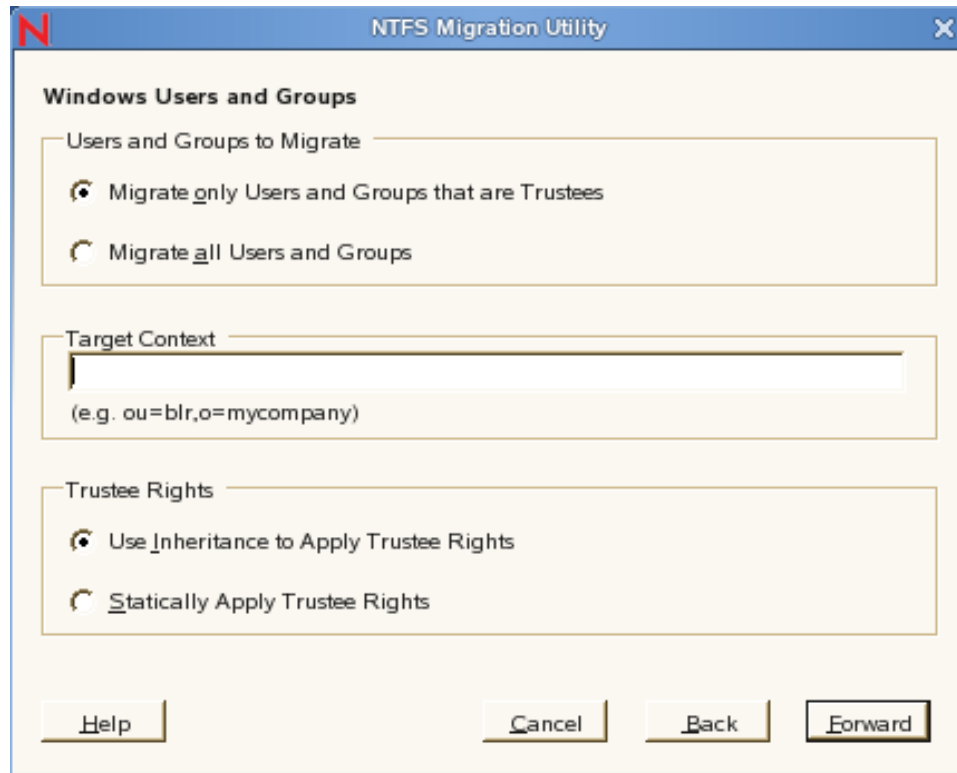 NTFS Migration Utility
Windows Users and Groups
Users and Groups to Migrate
Migrate only Users and Groups that are Trustees
Migrate all Users and Groups
Target Context
(e.g. ou=blr,o=mycompany)
Trustee Rights
Use Inheritance to Apply Trustee Rights
Statically Apply Trustee Rights
Help Cancel Back Forward